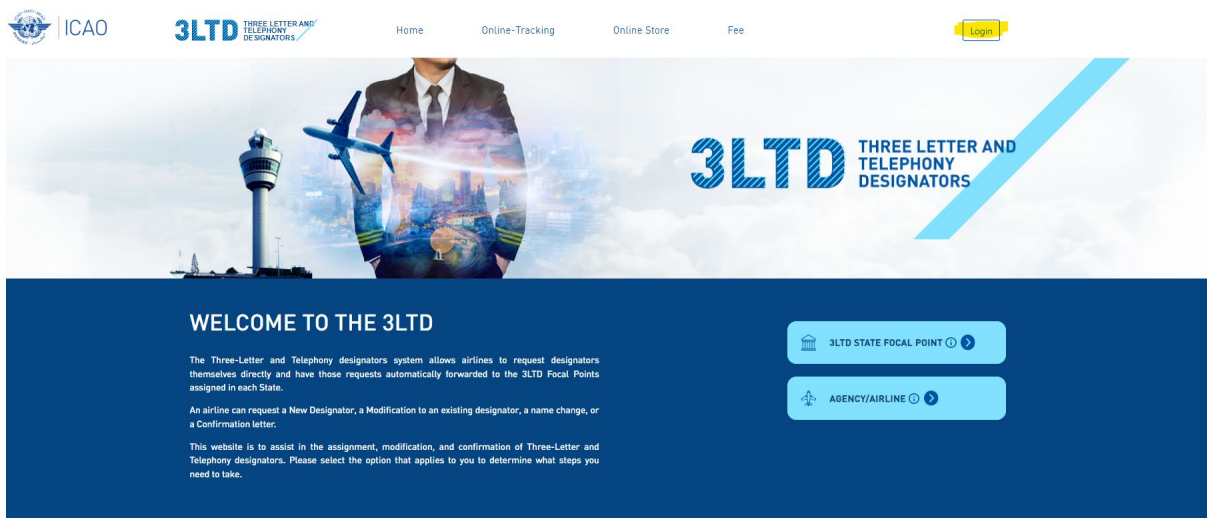 ICAO
3LTD THREE LETTER AND TELEPHONY DESIGNATORS
Home
Online-Tracking
Online Store
Fee
Login
3LTD
THREE LETTER AND
TELEPHONY
DESIGNATORS
WELCOME TO THE 3LTD
The Three-Letter and Telephony designators system allows airlines to request designators
themselves directly and have those requests automatically forwarded to the 3LTD Focal Points
assigned in each State.
An airline can request a New Designator, a Modification to an existing designator, a name change, or
a Confirmation letter.
This website is to assist in the assignment, modification, and confirmation of Three-Letter and
Telephony designators. Please select the option that applies to you to determine what steps you
need to take.
3LTD STATE FOCAL POINT
AGENCY/AIRLINE